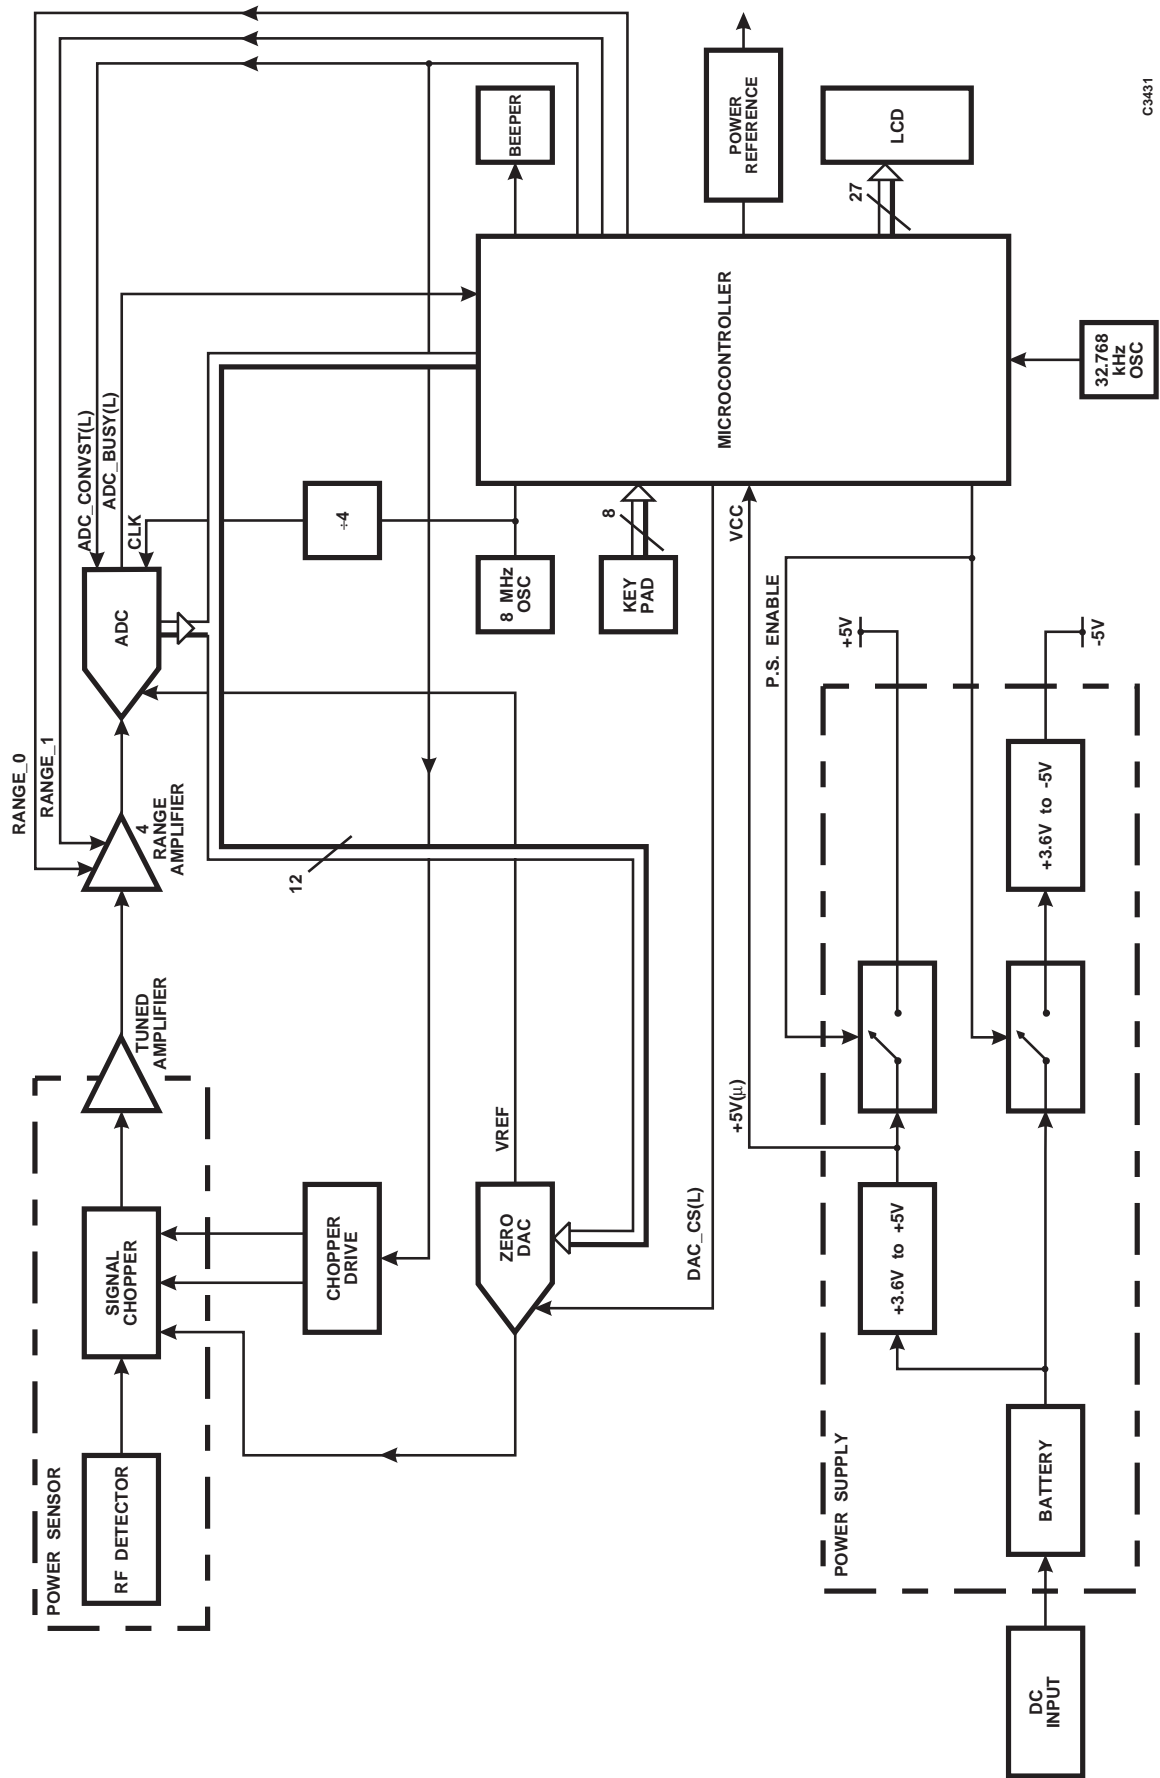 POWER SENSOR
RF DETECTOR
SIGNAL
CHOPPER
TUNED
AMPLIFIER
4
RANGE
AMPLIFIER
RANGE_0
RANGE_1
ADC
ADC_CONVST(L)
ADC_BUSY(L)
CLK
÷4
CHOPPER
DRIVE
12
ZERO
DAC
VREF
8 MHz
OSC
BEEPER
KEY
PAD
8
DAC_CS(L)
MICROCONTROLLER
POWER
REFERENCE
27
LCD
32.768
kHz
OSC
+5V(μ)
VCC
P.S. ENABLE
POWER SUPPLY
+3.6V to +5V
+5V
DC
INPUT
BATTERY
+3.6V to -5V
-5V
C3431